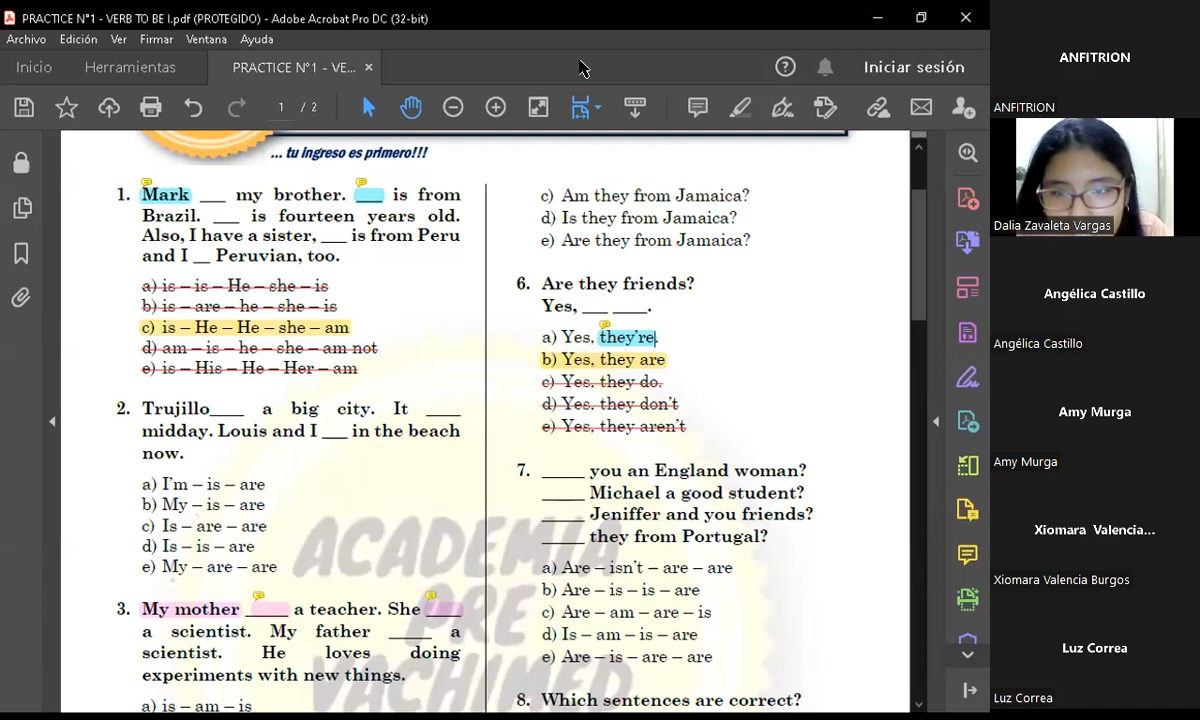 PRACTICE N°1 - VERB TO BE I.pdf (PROTEGIDO) - Adobe Acrobat Pro DC (32-bit)
Archivo Edición Ver Firmar Ventana Ayuda
Inicio Herramientas PRACTICE N°1 - VE... × Iniciar sesión
1 / 2
... tu ingreso es primero!!!
1. Mark ___ my brother. ___ is from
Brazil. ___ is fourteen years old.
Also, I have a sister, ___ is from Peru
and I __ Peruvian, too.
a) is – is – He – she – is
b) is – are – he – she – is
c) is – He – He – she – am
d) am – is – he – she – am not
e) is – His – He – Her – am
2. Trujillo____ a big city. It ____
midday. Louis and I ___ in the beach
now.
a) I'm – is – are
b) My – is – are
c) Is – are – are
d) Is – is – are
e) My – are – are
3. My mother ____ a teacher. She ____
a scientist. My father _____ a
scientist. He loves doing
experiments with new things.
a) is – am – is
c) Am they from Jamaica?
d) Is they from Jamaica?
e) Are they from Jamaica?
6. Are they friends?
Yes, ___ ____.
a) Yes, they're.
b) Yes, they are
c) Yes, they do.
d) Yes, they don't
e) Yes, they aren't
7. _____ you an England woman?
_____ Michael a good student?
_____ Jeniffer and you friends?
_____ they from Portugal?
a) Are – isn't – are – are
b) Are – is – is – are
c) Are – am – are – is
d) Is – am – is – are
e) Are – is – are – are
8. Which sentences are correct?
ACADEMIA
PRE
VACHIMED
ANFITRION
ANFITRION
Dalia Zavaleta Vargas
Angélica Castillo
Angélica Castillo
Amy Murga
Amy Murga
Xiomara Valencia...
Xiomara Valencia Burgos
Luz Correa
Luz Correa